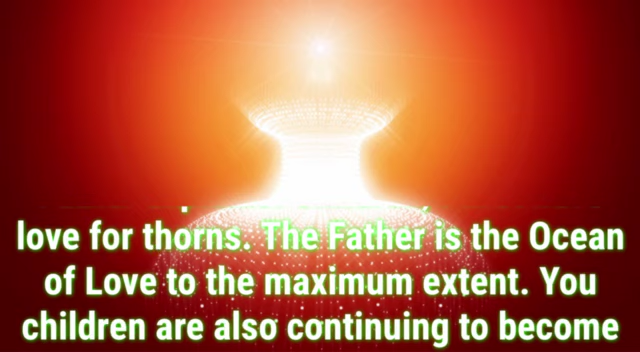 love for thorns. The Father is the Ocean
of Love to the maximum extent. You
children are also continuing to become